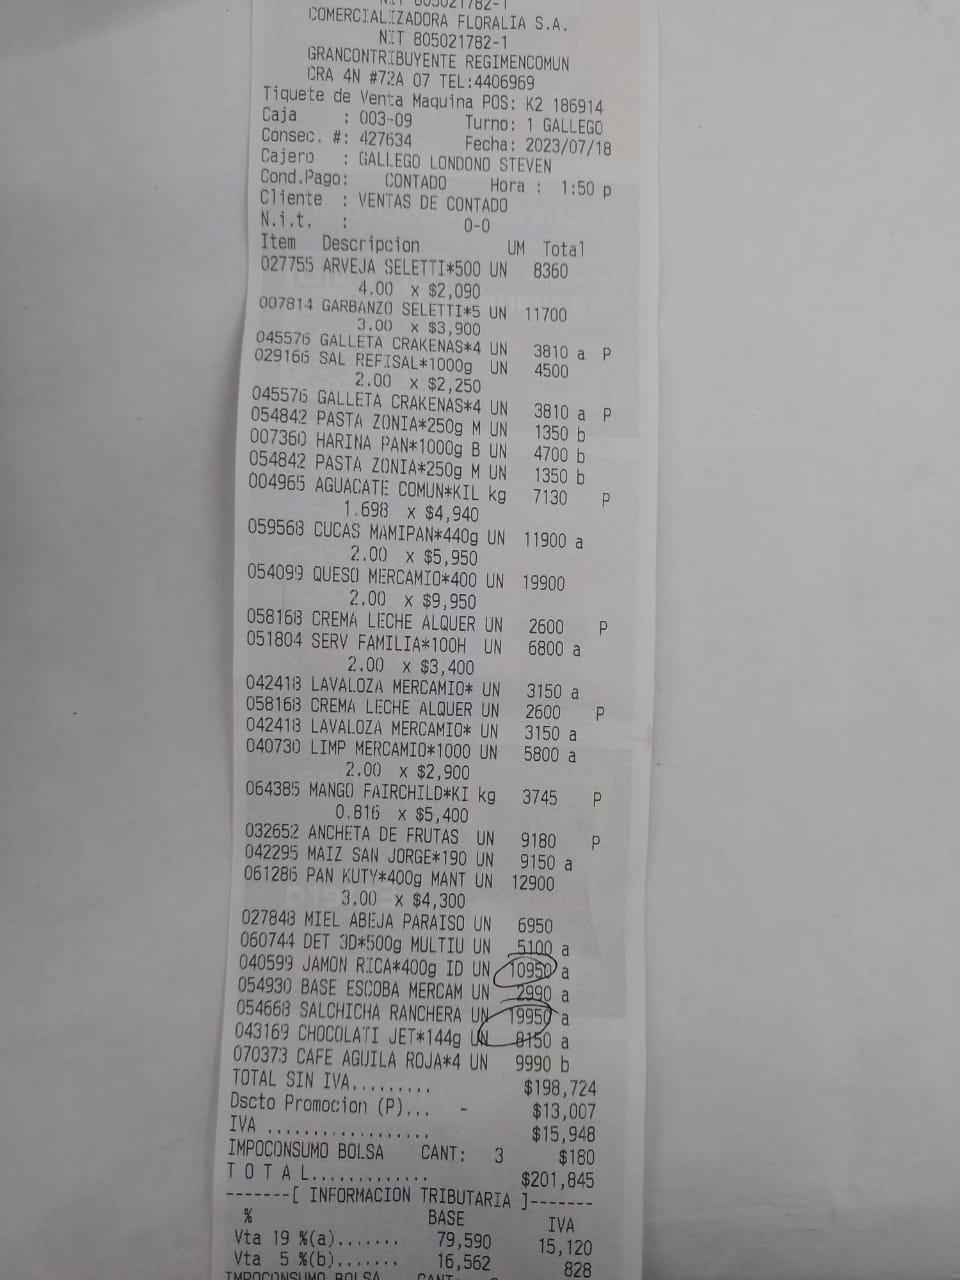 NIT 805021782-1
COMERCIALIZADORA FLORALIA S.A.
NIT 805021782-1
GRANCONTRIBUYENTE REGIMENCOMUN
CRA 4N #72A 07 TEL:4406969
Tiquete de Venta Maquina POS: K2 186914
Caja : 003-09 Turno: 1 GALLEGO
Consec. #: 427634 Fecha: 2023/07/18
Cajero : GALLEGO LONDONO STEVEN
Cond.Pago: CONTADO Hora : 1:50 p
Cliente : VENTAS DE CONTADO
N.i.t. : 0-0
Item Descripcion UM Total
027755 ARVEJA SELETTI*500 UN 8360
4.00 x $2,090
007814 GARBANZO SELETTI*5 UN 11700
3.00 x $3,900
045576 GALLETA CRAKENAS*4 UN 3810 a P
029166 SAL REFISAL*1000g UN 4500
2.00 x $2,250
045576 GALLETA CRAKENAS*4 UN 3810 a P
054842 PASTA ZONIA*250g M UN 1350 b
007360 HARINA PAN*1000g B UN 4700 b
054842 PASTA ZONIA*250g M UN 1350 b
004965 AGUACATE COMUN*KIL kg 7130 P
1.698 x $4,940
059568 CUCAS MAMIPAN*440g UN 11900 a
2.00 x $5,950
054099 QUESO MERCAMIO*400 UN 19900
2.00 x $9,950
058168 CREMA LECHE ALQUER UN 2600 P
051804 SERV FAMILIA*100H UN 6800 a
2.00 x $3,400
042418 LAVALOZA MERCAMIO* UN 3150 a
058168 CREMA LECHE ALQUER UN 2600 P
042418 LAVALOZA MERCAMIO* UN 3150 a
040730 LIMP MERCAMIO*1000 UN 5800 a
2.00 x $2,900
064385 MANGO FAIRCHILD*KI kg 3745 P
0.816 x $5,400
032652 ANCHETA DE FRUTAS UN 9180 P
042295 MAIZ SAN JORGE*190 UN 9150 a
061286 PAN KUTY*400g MANT UN 12900
3.00 x $4,300
027848 MIEL ABEJA PARAISO UN 6950
060744 DET 3D*500g MULTIU UN 5100 a
040599 JAMON RICA*400g ID UN 10950 a
054930 BASE ESCOBA MERCAM UN 2990 a
054668 SALCHICHA RANCHERA UN 19950 a
043169 CHOCOLATI JET*144g UN 8150 a
070373 CAFE AGUILA ROJA*4 UN 9990 b
TOTAL SIN IVA......... $198,724
Dscto Promocion (P)... - $13,007
IVA .................. $15,948
IMPOCONSUMO BOLSA CANT: 3 $180
T O T A L............. $201,845
-------[ INFORMACION TRIBUTARIA ]-------
% BASE IVA
Vta 19 %(a)....... 79,590 15,120
Vta 5 %(b)....... 16,562 828
IMPOCONSUMO BOLSA CANT: